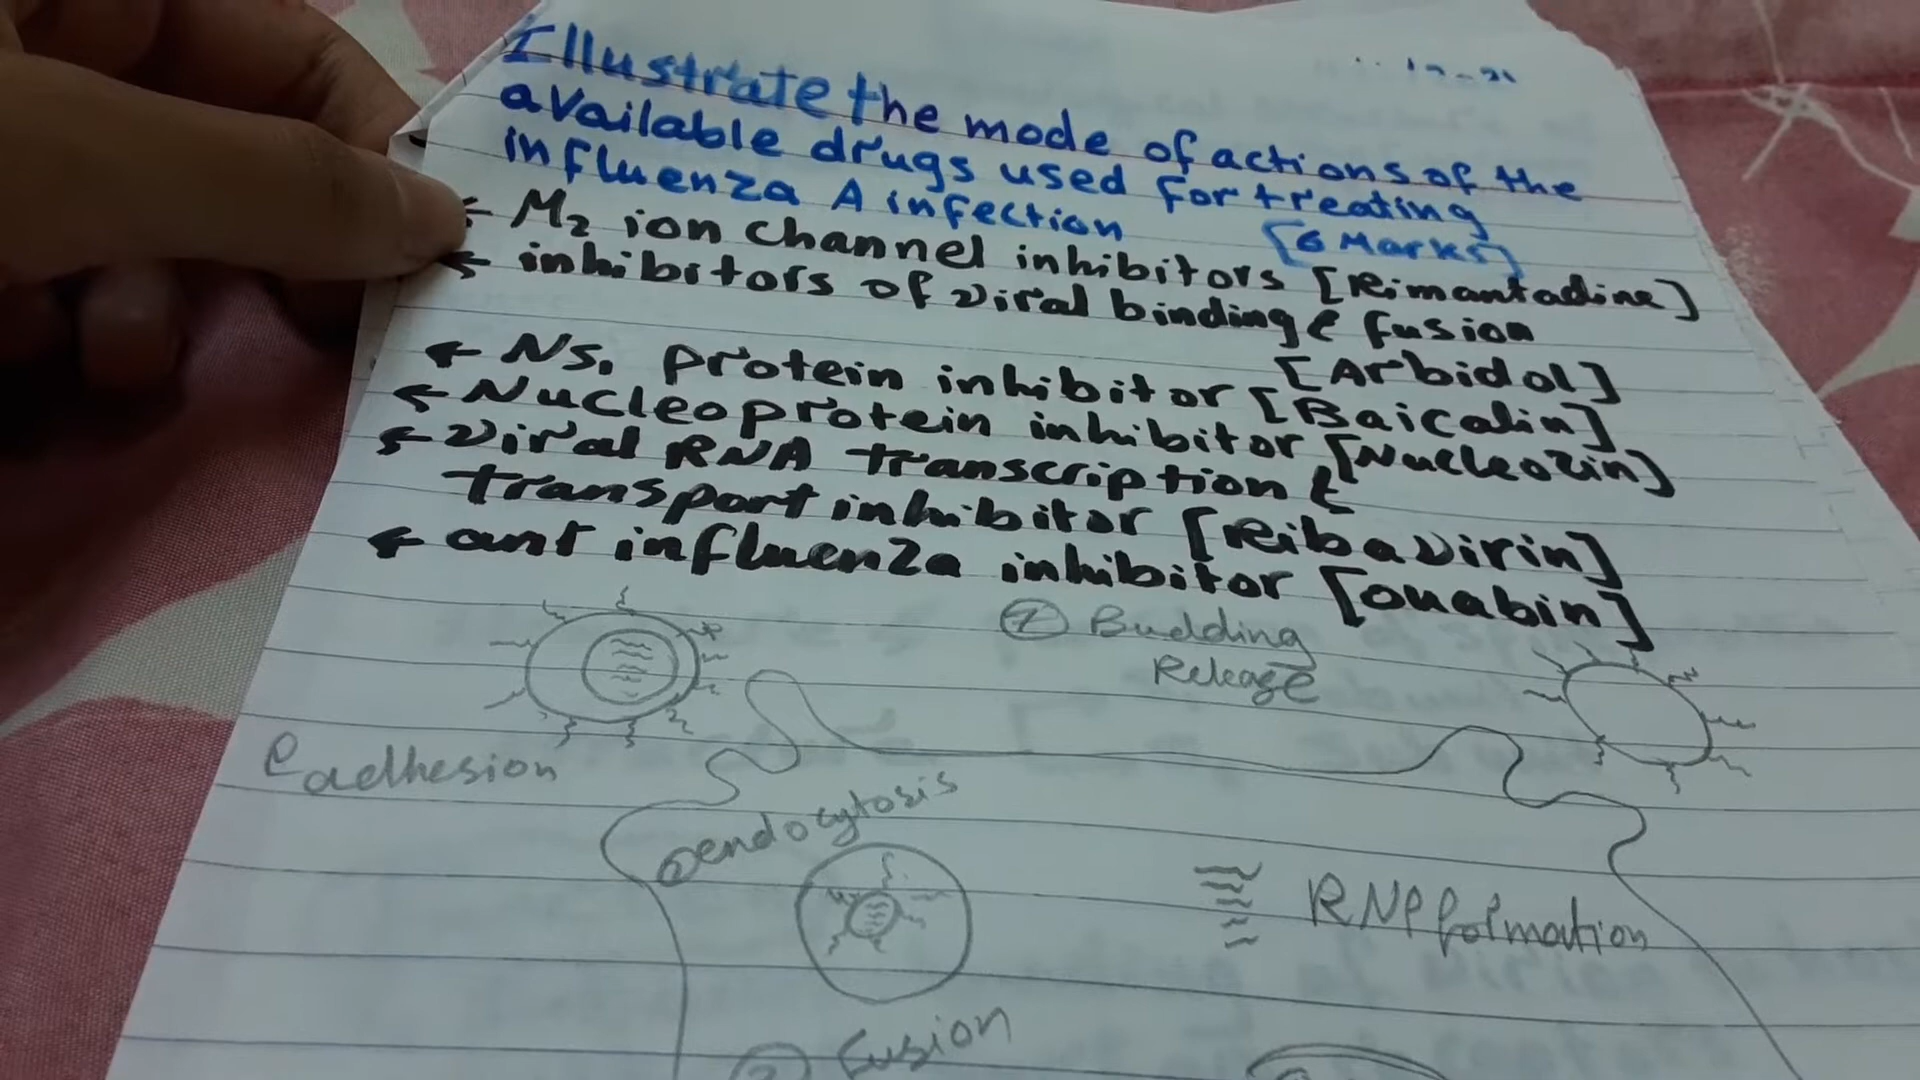 Illustrate the mode of actions of the
available drugs used for treating
influenza A infection [6 Marks]
← M2 ion channel inhibitors [Rimantadine]
← inhibitors of viral binding & fusion
[Arbidol]
← NS, protein inhibitor [Baicalin]
← Nucleoprotein inhibitor [Nucleozin]
← viral RNA transcription &
transport inhibitor [Ribavirin]
← ant influenza inhibitor [ouabin]
⑦ Budding
Release
adhesion
endocytosis
RNP formation
Fusion